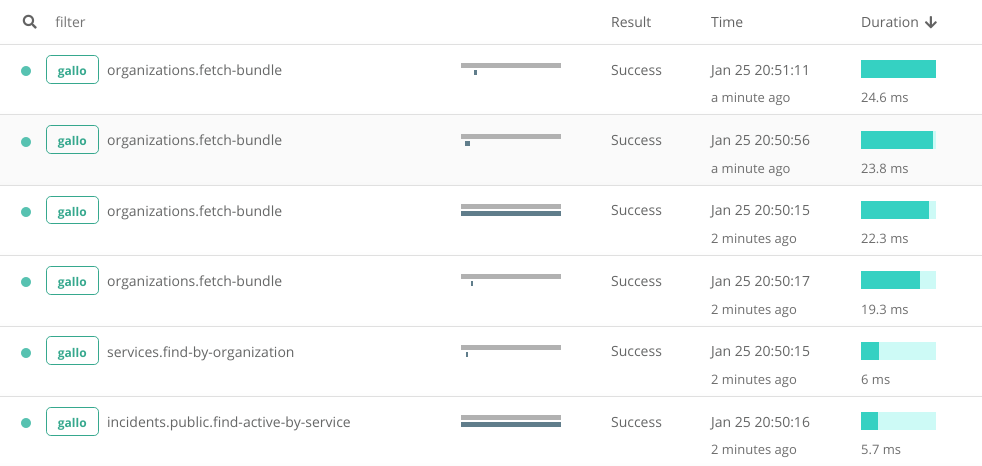 filter Result Time Duration
gallo organizations.fetch-bundle Success Jan 25 20:51:11
a minute ago 24.6 ms
gallo organizations.fetch-bundle Success Jan 25 20:50:56
a minute ago 23.8 ms
gallo organizations.fetch-bundle Success Jan 25 20:50:15
2 minutes ago 22.3 ms
gallo organizations.fetch-bundle Success Jan 25 20:50:17
2 minutes ago 19.3 ms
gallo services.find-by-organization Success Jan 25 20:50:15
2 minutes ago 6 ms
gallo incidents.public.find-active-by-service Success Jan 25 20:50:16
2 minutes ago 5.7 ms